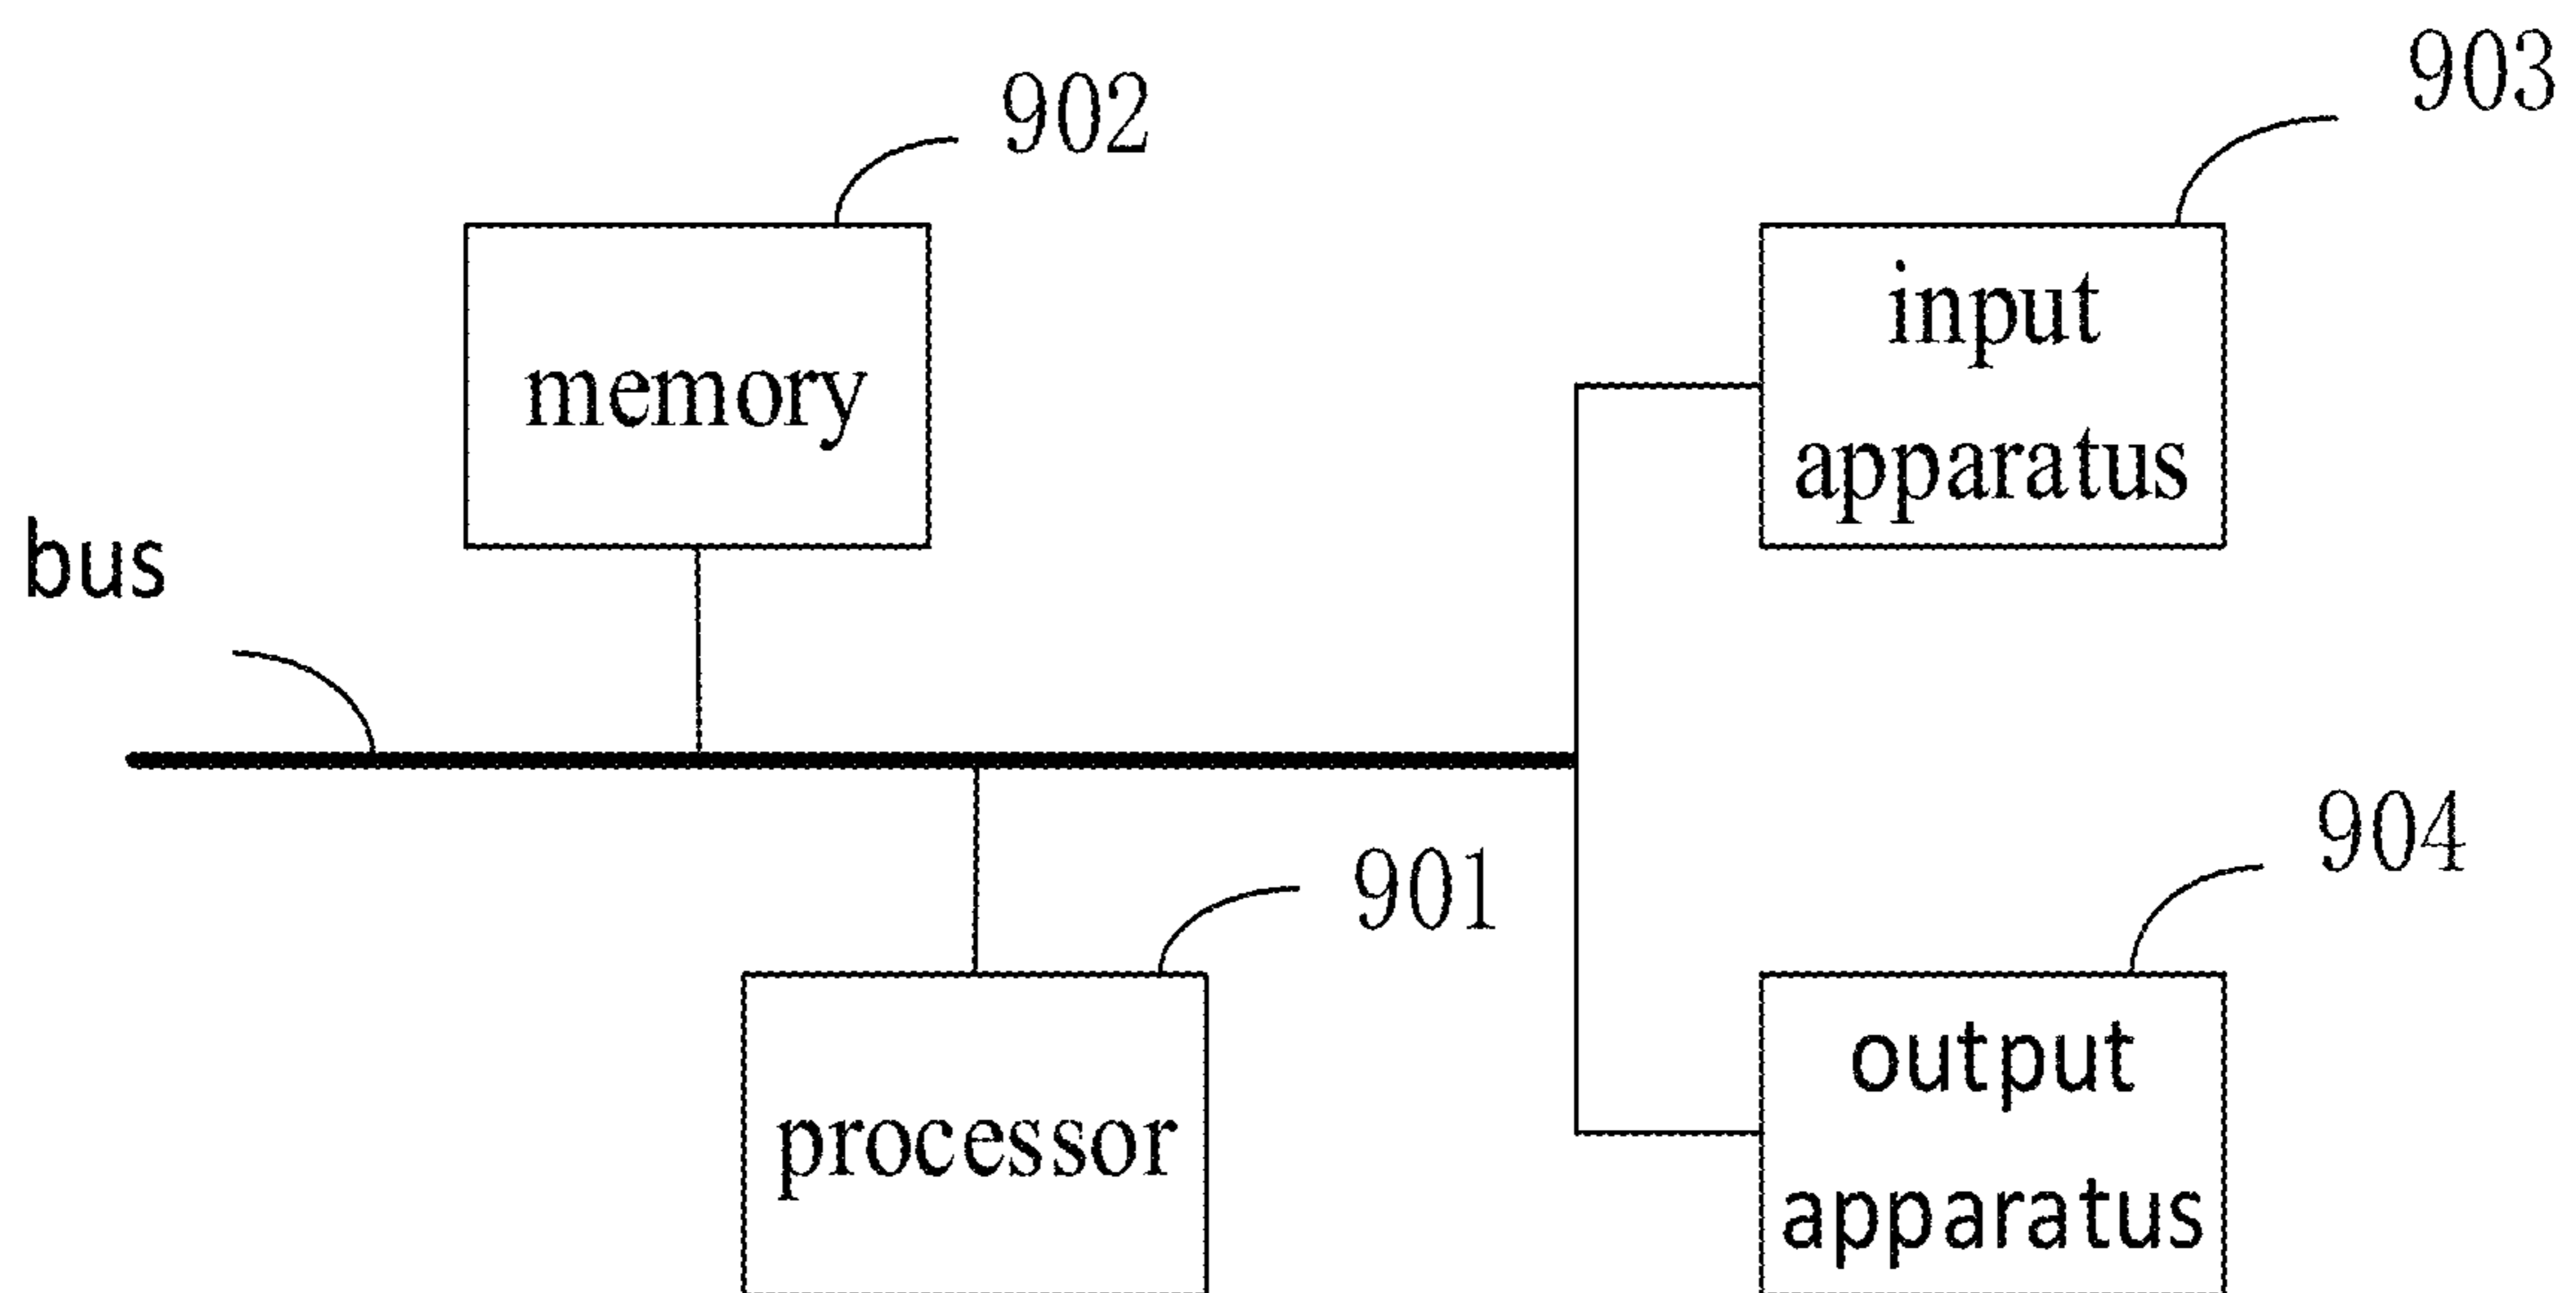 902
903
memory
input
apparatus
bus
901
904
processor
output
apparatus